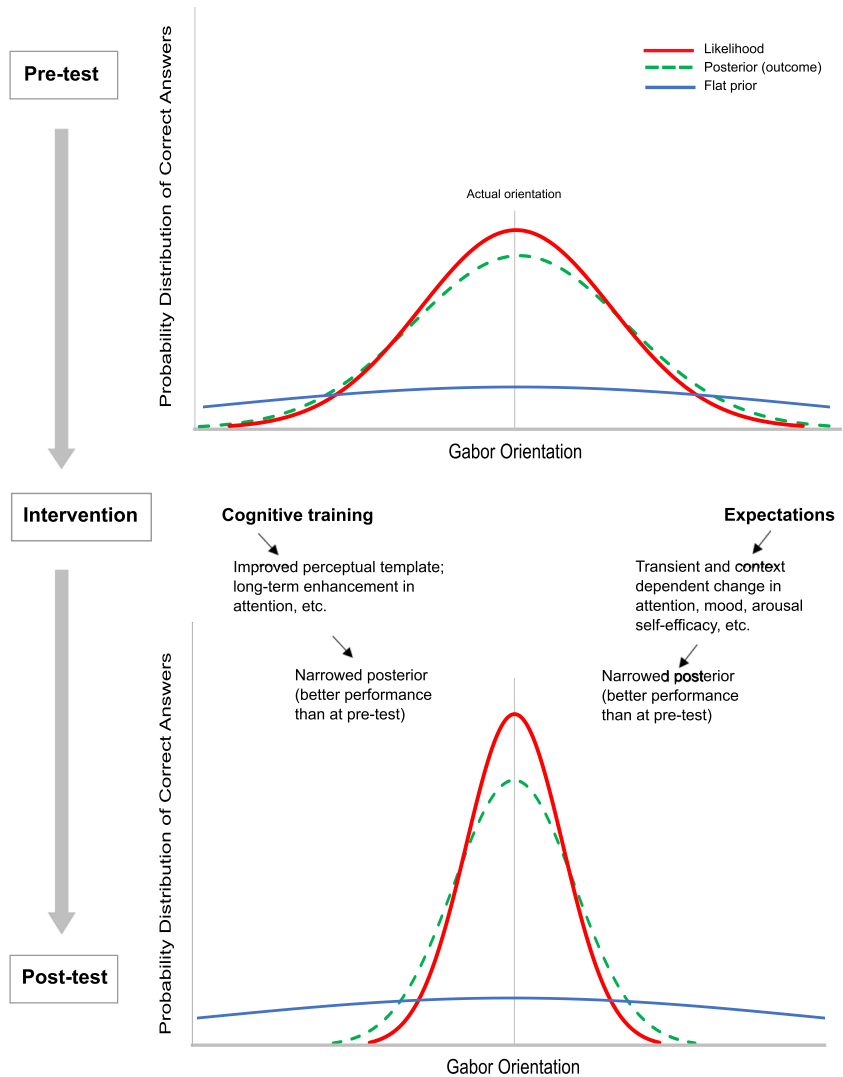 Pre-test
Probability Distribution of Correct Answers
Likelihood
Posterior (outcome)
Flat prior
Actual orientation
Gabor Orientation
Intervention
Cognitive training
Expectations
Improved perceptual template;
long-term enhancement in
attention, etc.
Transient and context
dependent change in
attention, mood, arousal
self-efficacy, etc.
Narrowed posterior
(better performance
than at pre-test)
Narrowed posterior
(better performance
than at pre-test)
Probability Distribution of Correct Answers
Post-test
Gabor Orientation